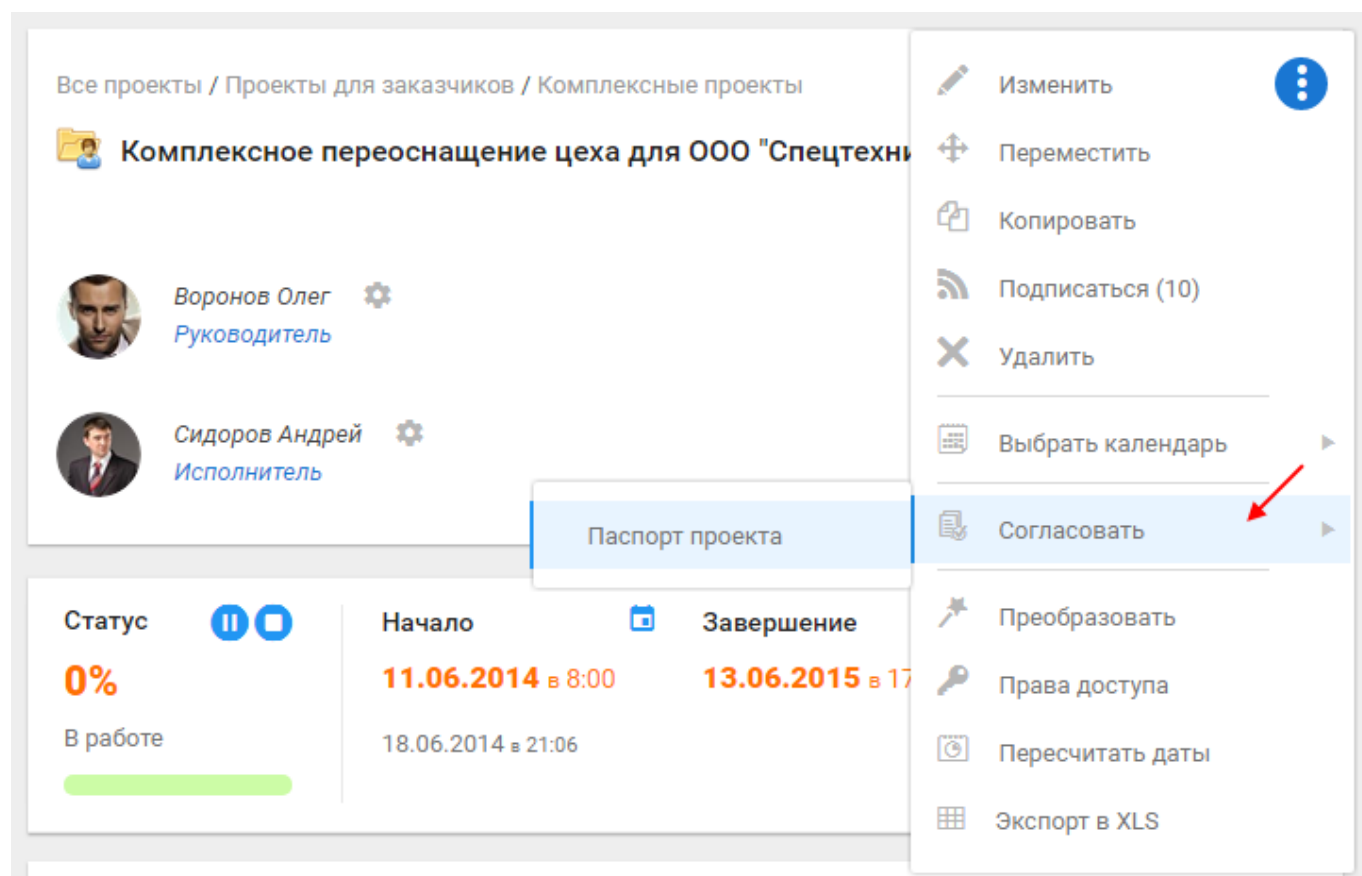 Все проекты / Проекты для заказчиков / Комплексные проекты
Комплексное переоснащение цеха для ООО "Спецтехни
Воронов Олег
Руководитель
Сидоров Андрей
Исполнитель
Статус
0%
В работе
Начало
11.06.2014 в 8:00
18.06.2014 в 21:06
Завершение
13.06.2015 в 17
Изменить
Переместить
Копировать
Подписаться (10)
Удалить
Выбрать календарь
Согласовать
Паспорт проекта
Преобразовать
Права доступа
Пересчитать даты
Экспорт в XLS